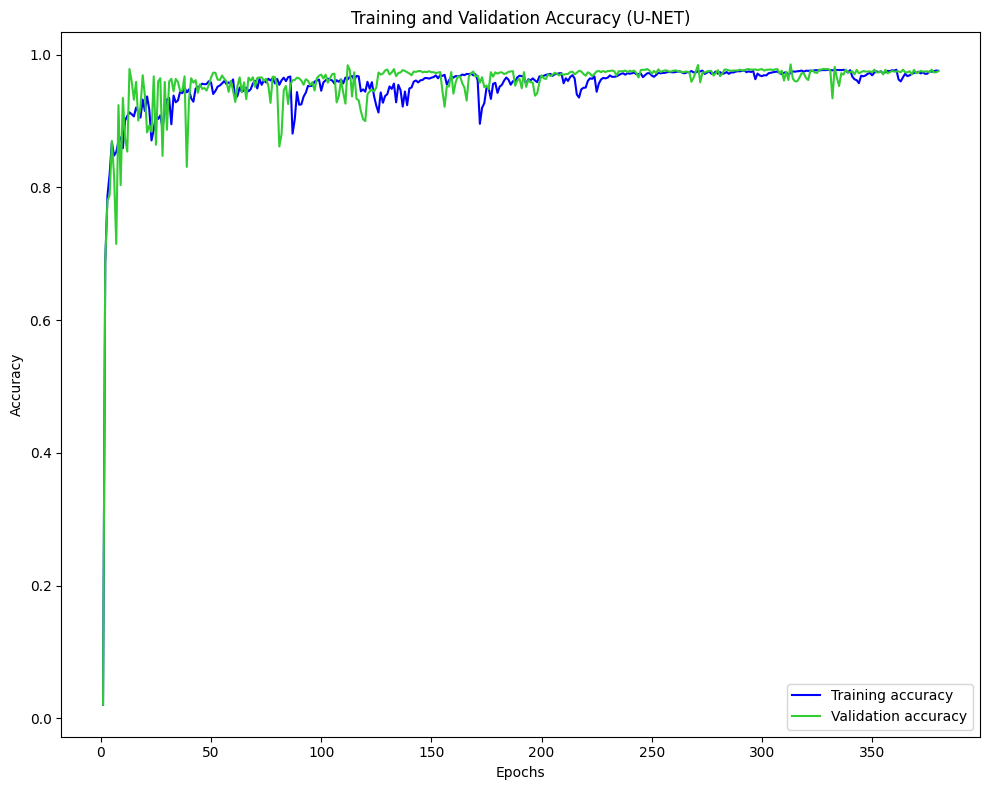 Training and Validation Accuracy (U-NET)
1.0
0.8
0.6
0.4
0.2
0.0
Accuracy
0 50 100 150 200 250 300 350
Epochs
Training accuracy
Validation accuracy